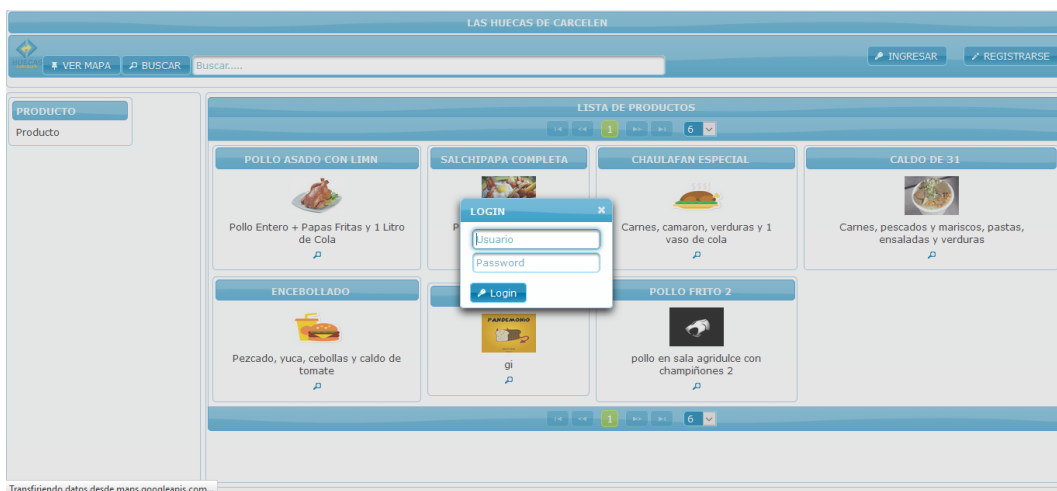 LAS HUECAS DE CARCELEN
HUECAS
VER MAPA BUSCAR Buscar..... INGRESAR REGISTRARSE
PRODUCTO
Producto
LISTA DE PRODUCTOS
1 6
POLLO ASADO CON LIMN
Pollo Entero + Papas Fritas y 1 Litro
de Cola
SALCHIPAPA COMPLETA
P
CHAULAFAN ESPECIAL
Carnes, camaron, verduras y 1
vaso de cola
CALDO DE 31
Carnes, pescados y mariscos, pastas,
ensaladas y verduras
LOGIN
Usuario
Password
Login
ENCEBOLLADO
Pezcado, yuca, cebollas y caldo de
tomate
PANDEMONIO
gi
POLLO FRITO 2
pollo en sala agridulce con
champiñones 2
1 6
Transfiriendo datos desde maps.googleapis.com...